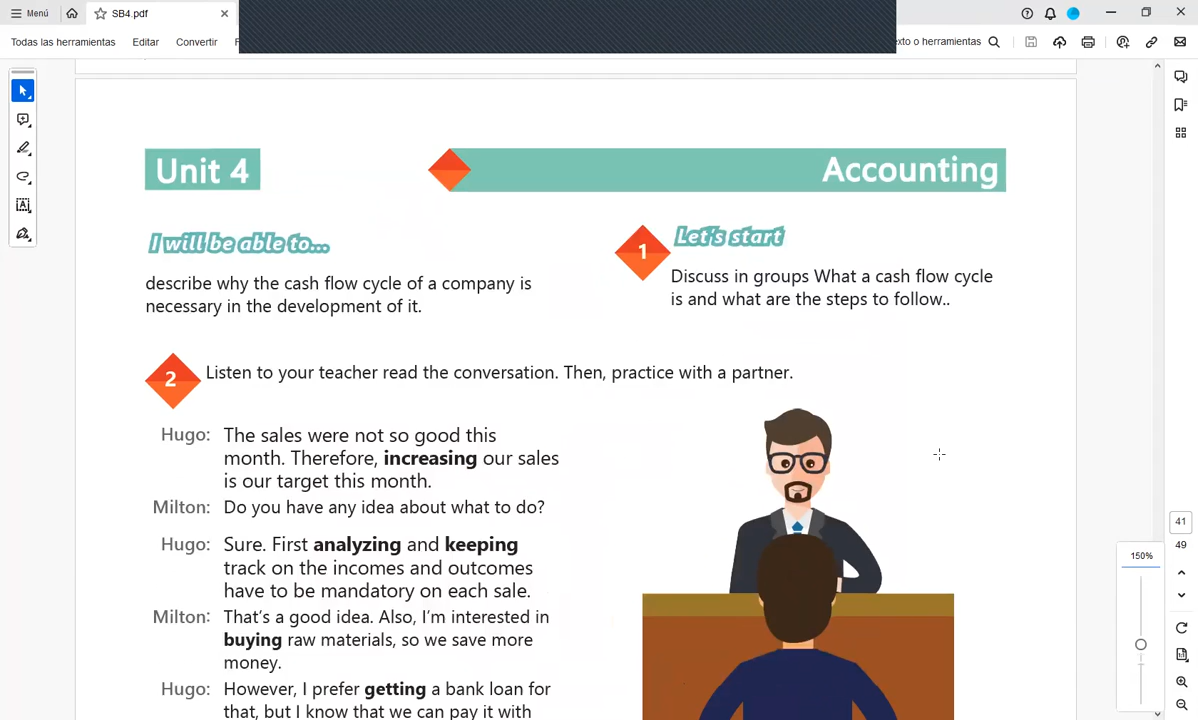 Menú
SB4.pdf
Todas las herramientas
Editar
Convertir
exto o herramientas
Unit 4
Accounting
I will be able to...
describe why the cash flow cycle of a company is
necessary in the development of it.
1
Let's start
Discuss in groups What a cash flow cycle
is and what are the steps to follow..
2
Listen to your teacher read the conversation. Then, practice with a partner.
Hugo: The sales were not so good this
month. Therefore, increasing our sales
is our target this month.
Milton: Do you have any idea about what to do?
Hugo: Sure. First analyzing and keeping
track on the incomes and outcomes
have to be mandatory on each sale.
Milton: That's a good idea. Also, I'm interested in
buying raw materials, so we save more
money.
Hugo: However, I prefer getting a bank loan for
that, but I know that we can pay it with
41
49
150%